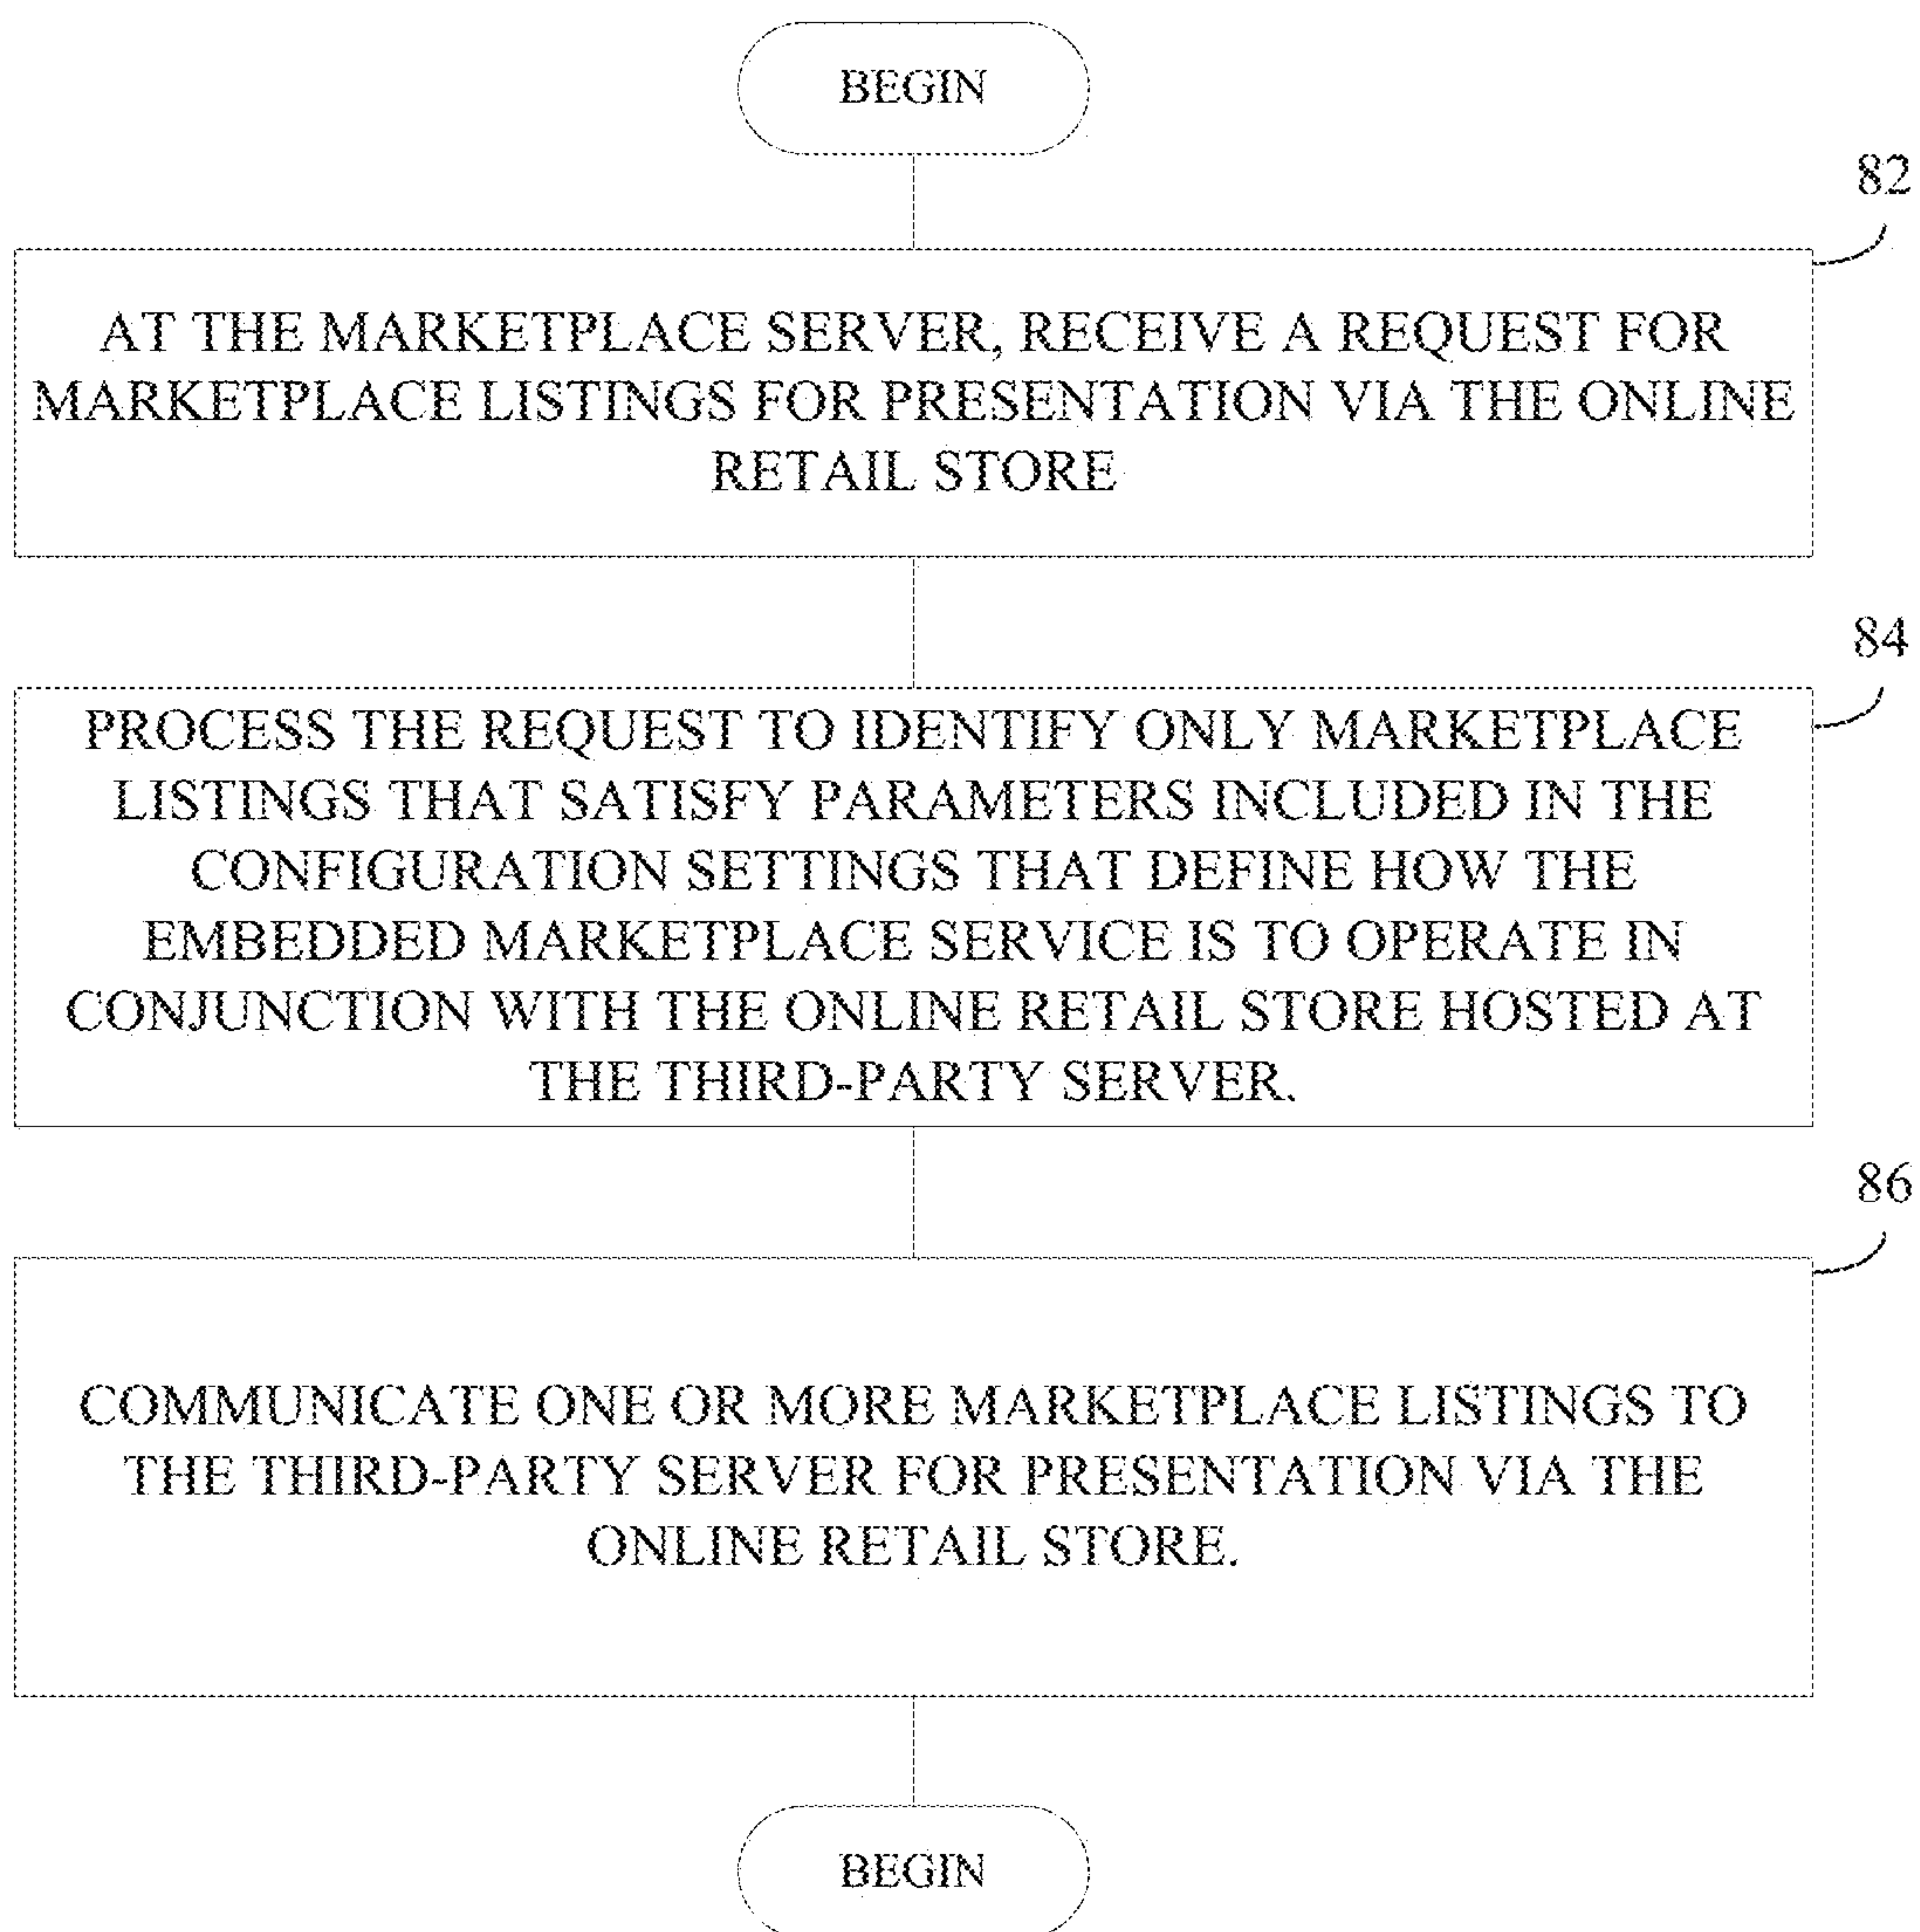 BEGIN
82
AT THE MARKETPLACE SERVER, RECEIVE A REQUEST FOR
MARKETPLACE LISTINGS FOR PRESENTATION VIA THE ONLINE
RETAIL STORE
84
PROCESS THE REQUEST TO IDENTIFY ONLY MARKETPLACE
LISTINGS THAT SATISFY PARAMETERS INCLUDED IN THE
CONFIGURATION SETTINGS THAT DEFINE HOW THE
EMBEDDED MARKETPLACE SERVICE IS TO OPERATE IN
CONJUNCTION WITH THE ONLINE RETAIL STORE HOSTED AT
THE THIRD-PARTY SERVER.
86
COMMUNICATE ONE OR MORE MARKETPLACE LISTINGS TO
THE THIRD-PARTY SERVER FOR PRESENTATION VIA THE
ONLINE RETAIL STORE.
BEGIN